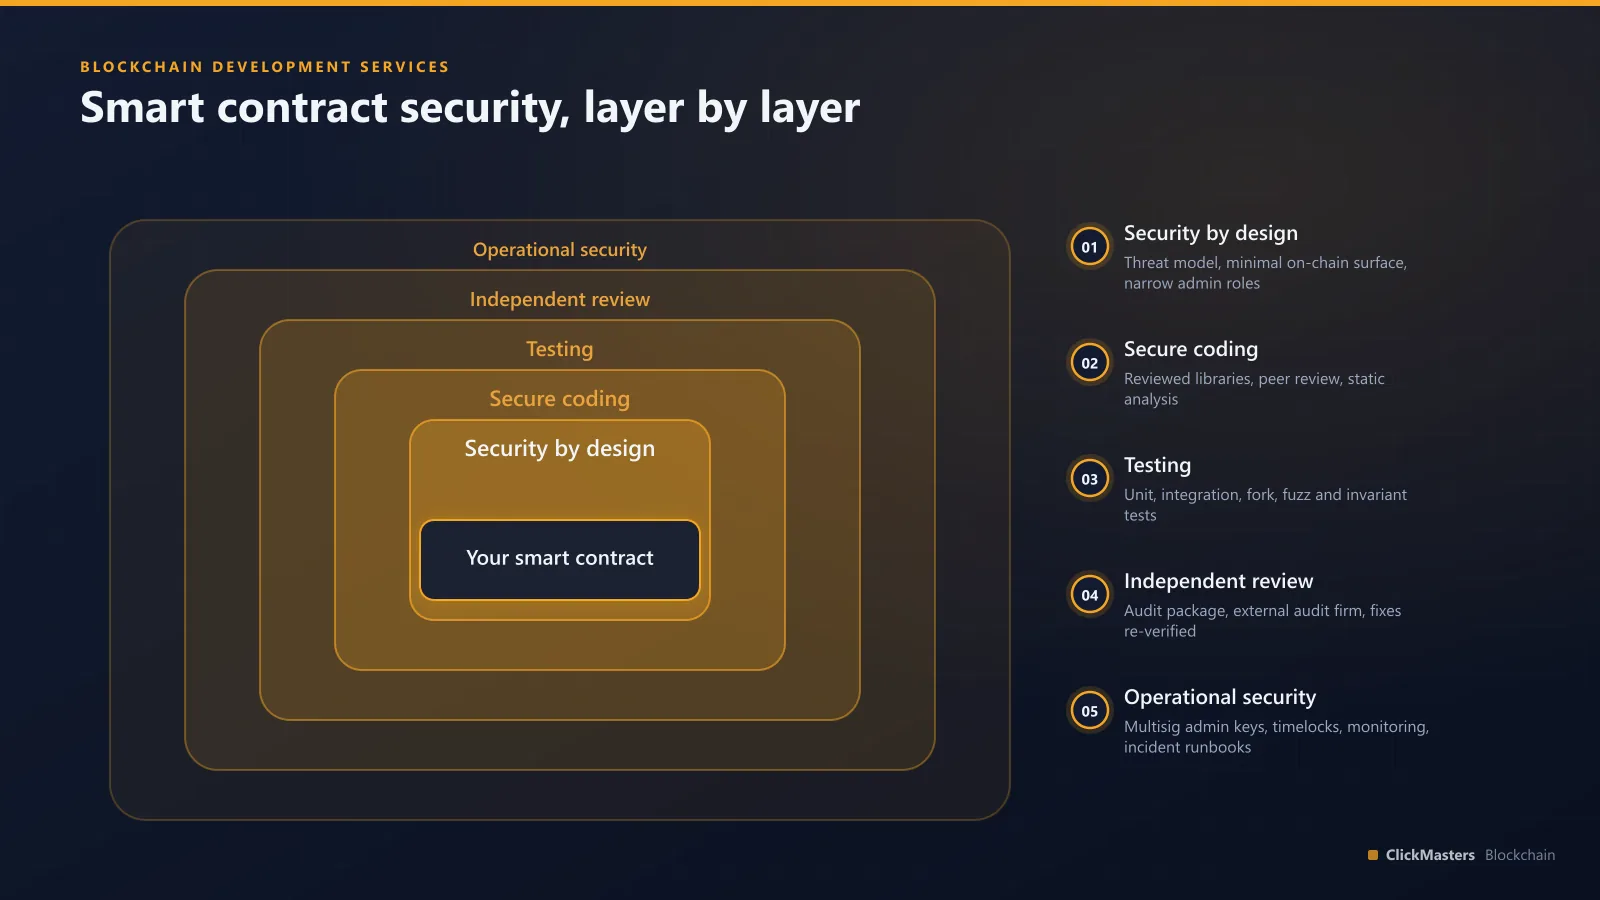 BLOCKCHAIN DEVELOPMENT SERVICES
Smart contract security, layer by layer
Operational security
Independent review
Testing
Secure coding
Security by design
Your smart contract
01
Security by design
Threat model, minimal on-chain surface,
narrow admin roles
02
Secure coding
Reviewed libraries, peer review, static
analysis
03
Testing
Unit, integration, fork, fuzz and invariant
tests
04
Independent review
Audit package, external audit firm, fixes
re-verified
05
Operational security
Multisig admin keys, timelocks, monitoring,
incident runbooks
ClickMasters Blockchain